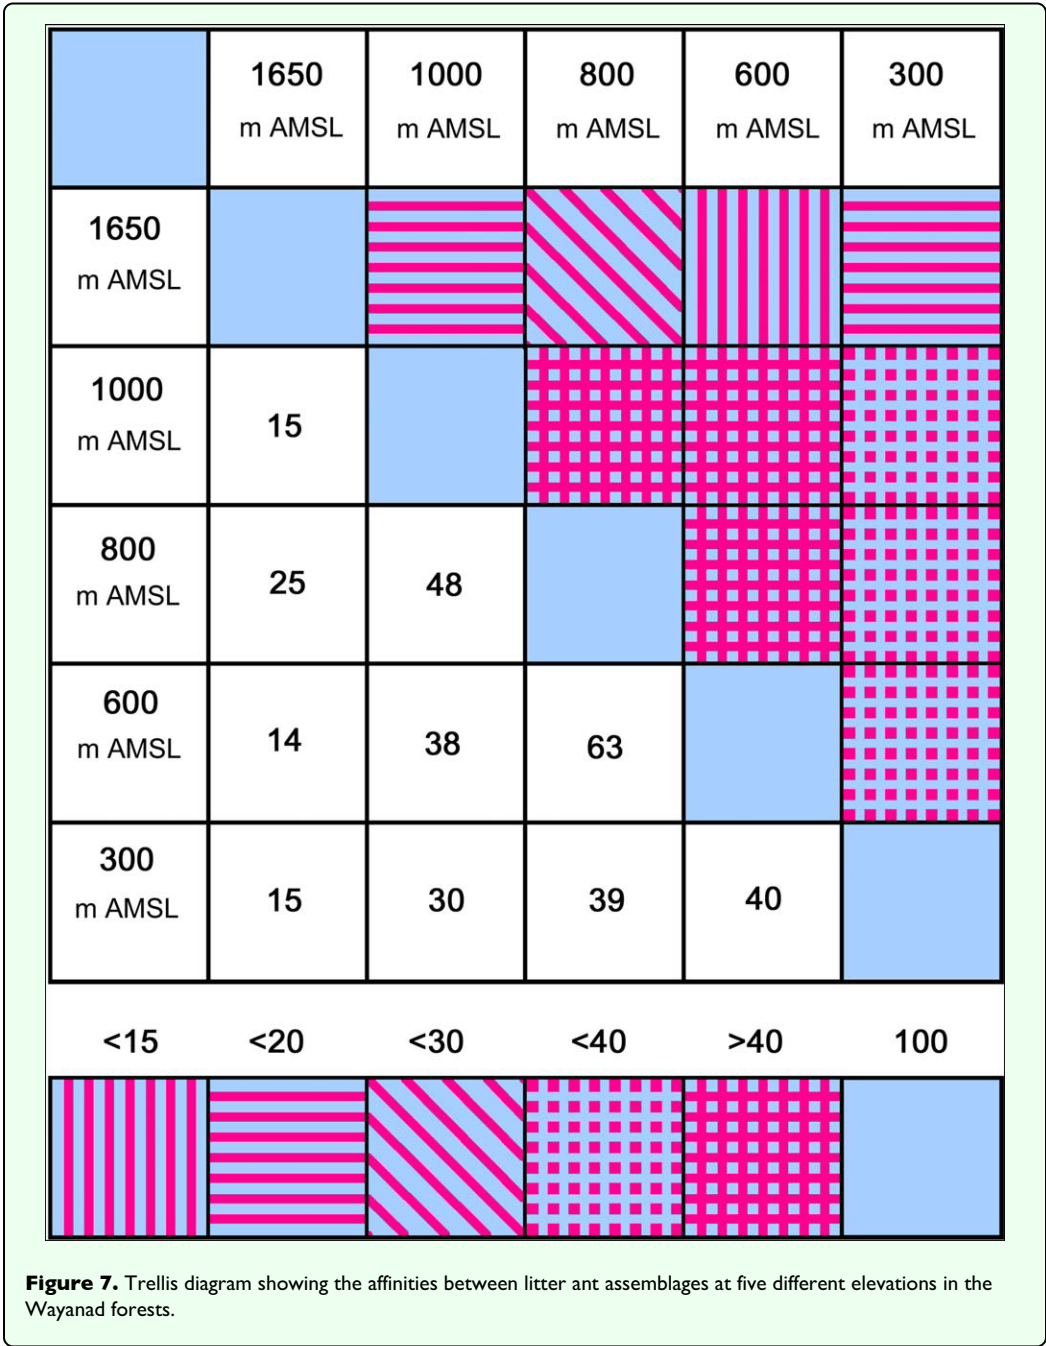 1650 1000 800 600 300
m AMSL m AMSL m AMSL m AMSL m AMSL
1650
m AMSL
1000
m AMSL 15
800
m AMSL 25 48
600
m AMSL 14 38 63
300
m AMSL 15 30 39 40
<15 <20 <30 <40 >40 100
Figure 7. Trellis diagram showing the affinities between litter ant assemblages at five different elevations in the
Wayanad forests.